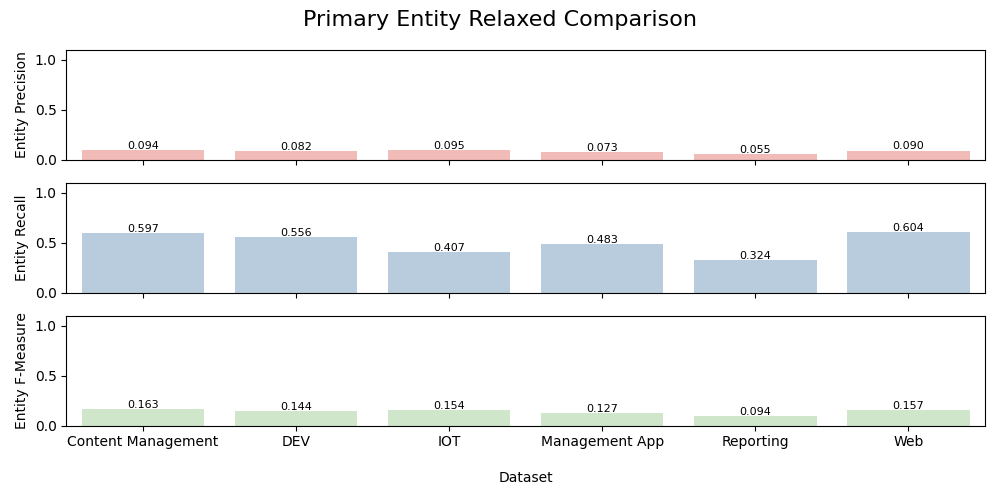 Primary Entity Relaxed Comparison
Entity Precision
1.0
0.5
0.0
0.094
0.082
0.095
0.073
0.055
0.090
Entity Recall
1.0
0.5
0.0
0.597
0.556
0.407
0.483
0.324
0.604
Entity F-Measure
1.0
0.5
0.0
0.163
0.144
0.154
0.127
0.094
0.157
Content Management
DEV
IOT
Management App
Reporting
Web
Dataset